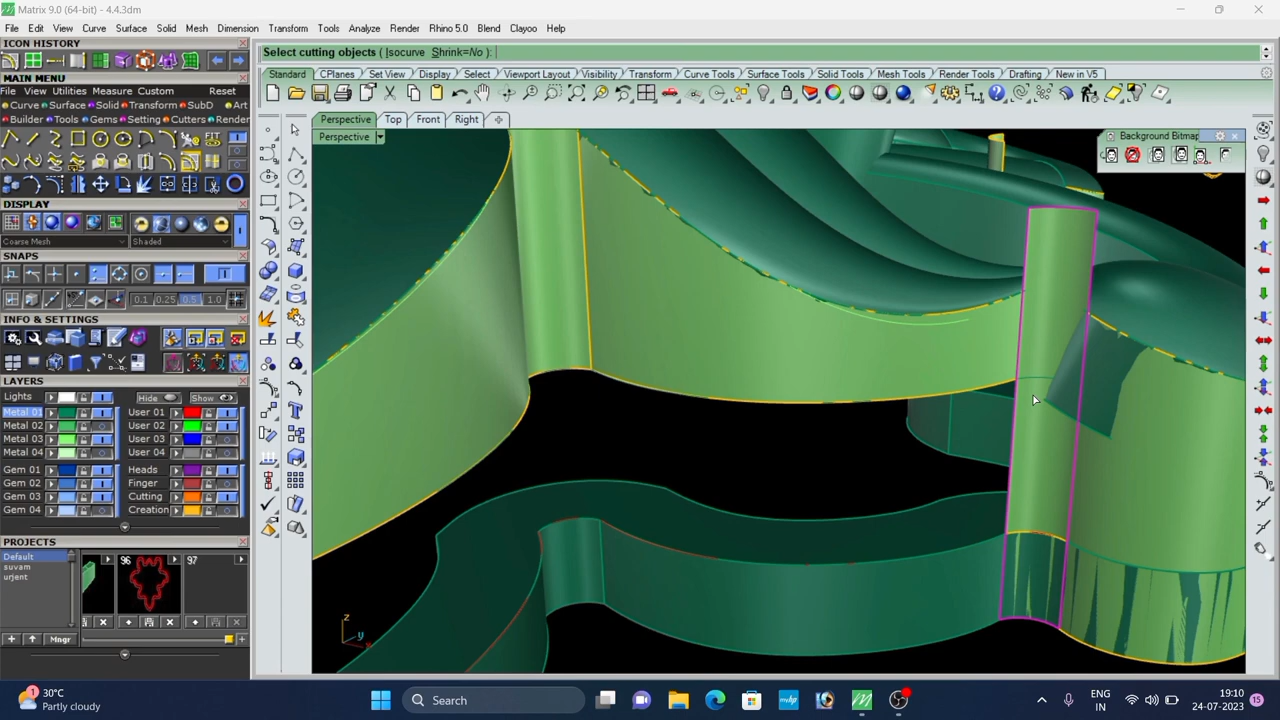 Matrix 9.0 (64-bit) - 4.4.3dm
File Edit View Curve Surface Solid Mesh Dimension Transform Tools Analyze Render Rhino 5.0 Blend Clayoo Help
ICON HISTORY
Select cutting objects ( Isocurve Shrink=No ):
Standard CPlanes Set View Display Select Viewport Layout Visibility Transform Curve Tools Surface Tools Solid Tools Mesh Tools Render Tools Drafting New in V5
MAIN MENU
File View Utilities Measure Custom Reset
Curve Surface Solid Transform SubD Art
Builder Tools Gems Setting Cutters Render
Perspective Top Front Right
Perspective
Background Bitmap
FIT
DISPLAY
Coarse Mesh Shaded
SNAPS
0.1 0.25 0.5 1.0
INFO & SETTINGS
LAYERS
Lights Hide Show
Metal 01 User 01
Metal 02 User 02
Metal 03 User 03
Metal 04 User 04
Gem 01 Heads
Gem 02 Finger
Gem 03 Cutting
Gem 04 Creation
PROJECTS
Default
suvam
urjent
96 97
Mngr
z
y
x
1
30°C
Partly cloudy
Search
ENG
IN
19:10
24-07-2023
15